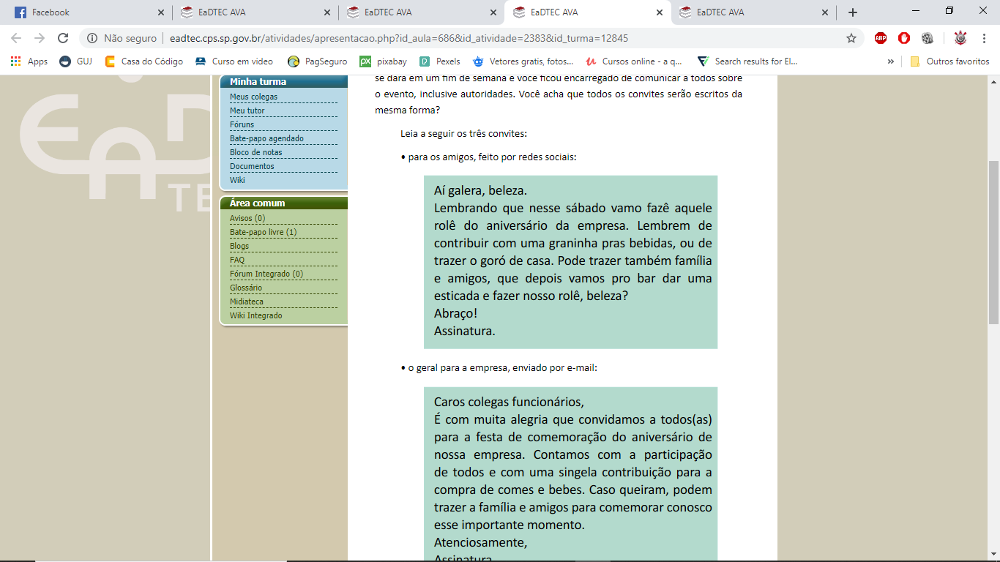 Facebook
EaDTEC AVA
EaDTEC AVA
EaDTEC AVA
EaDTEC AVA
Não seguro
eadtec.cps.sp.gov.br/atividades/apresentacao.php?id_aula=686&id_atividade=2383&id_turma=12845
ABP
Apps
GUJ
Casa do Código
Curso em video
PagSeguro
px pixabay
Pexels
Vetores gratis, fotos...
Cursos online - a q...
Search results for El...
»
Outros favoritos
EAD
TE
Minha turma
Meus colegas
Meu tutor
Fóruns
Bate-papo agendado
Bloco de notas
Documentos
Wiki
Área comum
Avisos (0)
Bate-papo livre (1)
Blogs
FAQ
Fórum Integrado (0)
Glossário
Midiateca
Wiki Integrado
se dará em um fim de semana e você ficou encarregado de comunicar a todos sobre
o evento, inclusive autoridades. Você acha que todos os convites serão escritos da
mesma forma?
Leia a seguir os três convites:
• para os amigos, feito por redes sociais:
Aí galera, beleza.
Lembrando que nesse sábado vamo fazê aquele
rolê do aniversário da empresa. Lembrem de
contribuir com uma graninha pras bebidas, ou de
trazer o goró de casa. Pode trazer também família
e amigos, que depois vamos pro bar dar uma
esticada e fazer nosso rolê, beleza?
Abraço!
Assinatura.
• o geral para a empresa, enviado por e-mail:
Caros colegas funcionários,
É com muita alegria que convidamos a todos(as)
para a festa de comemoração do aniversário de
nossa empresa. Contamos com a participação
de todos e com uma singela contribuição para a
compra de comes e bebes. Caso queiram, podem
trazer a família e amigos para comemorar conosco
esse importante momento.
Atenciosamente,
Assinatura